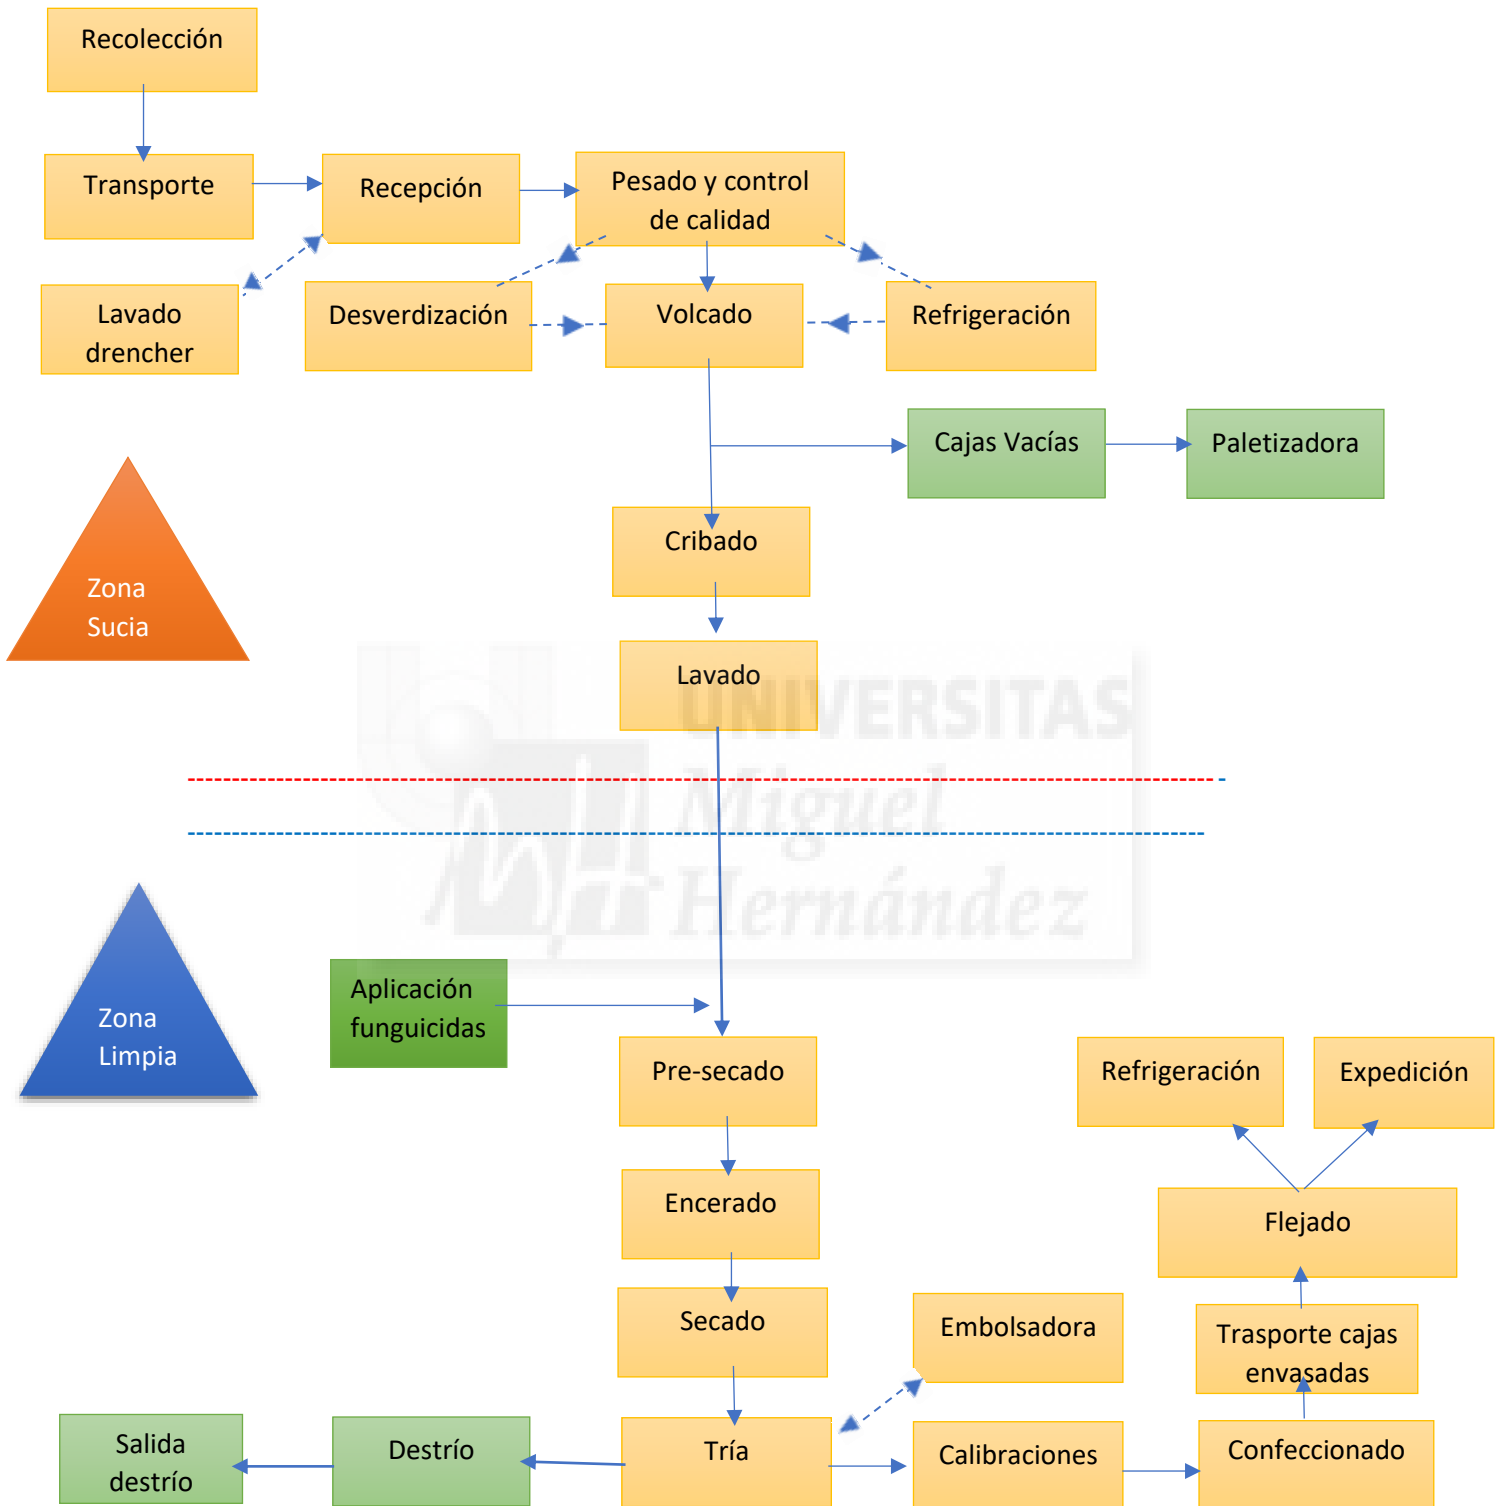 Recolección
Transporte
Recepción
Pesado y control
de calidad
Lavado
drencher
Desverdización
Volcado
Refrigeración
Cajas Vacías
Paletizadora
Cribado
Zona
Sucia
Lavado
UNIVERSITAS
Miguel
Hernández
Zona
Limpia
Aplicación
funguicidas
Pre-secado
Refrigeración
Expedición
Encerado
Flejado
Secado
Embolsadora
Trasporte cajas
envasadas
Salida
destrío
Destrío
Tría
Calibraciones
Confeccionado